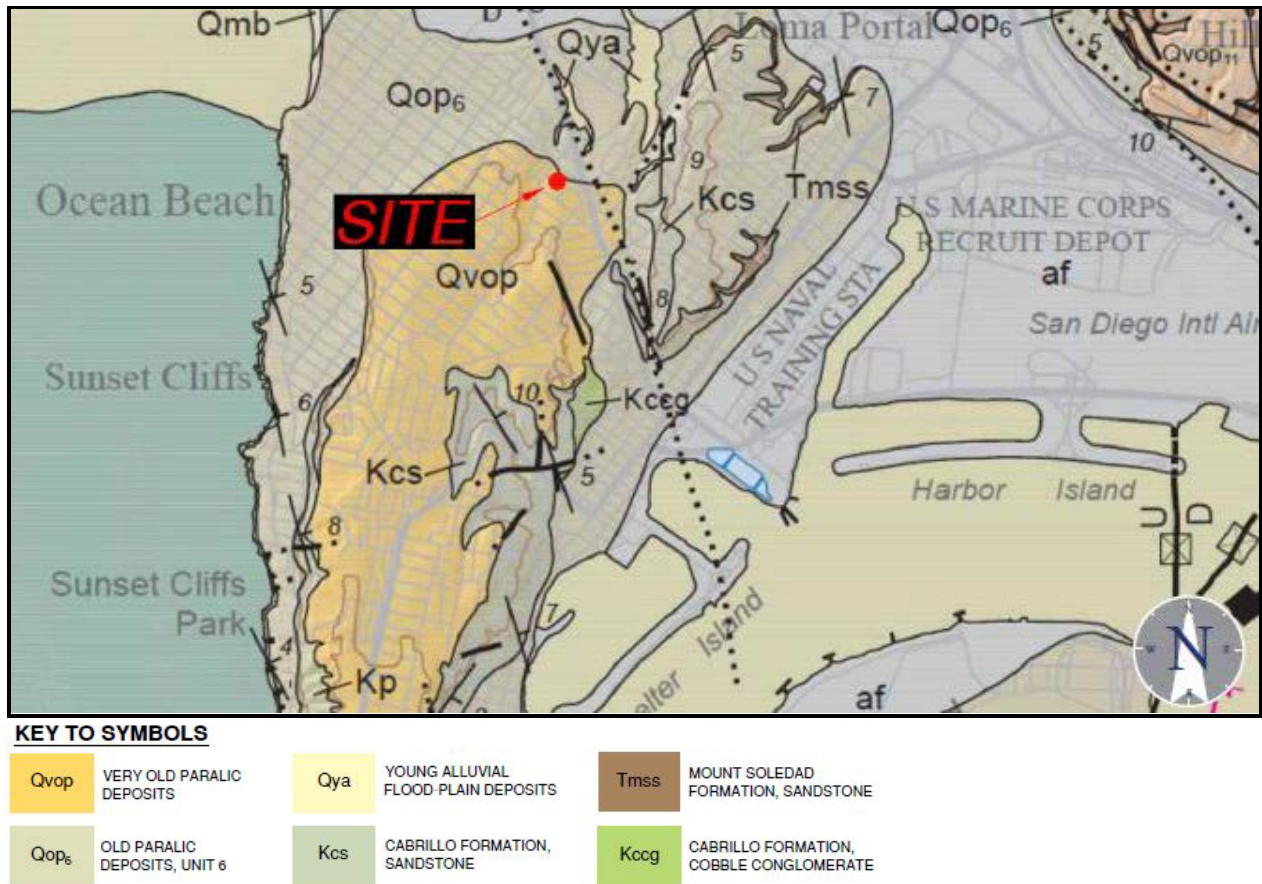 Qmb
D
Loma Portal
Qop6
Hill
Qya
5
Qvop11
Qop6
7
10
9
Ocean Beach
Kcs
Tmss
SITE
U S MARINE CORPS
RECRUIT DEPOT
af
Qvop
5
8
U S NAVAL
TRAINING STA
San Diego Intl Air
Sunset Cliffs
60
10
Kccg
6
Kcs
5
Harbor Island
U
D
8
Sunset Cliffs
Park
7
Island
elter
4
Kp
af
N
W
E
S
KEY TO SYMBOLS
Qvop
VERY OLD PARALIC
DEPOSITS
Qya
YOUNG ALLUVIAL
FLOOD-PLAIN DEPOSITS
Tmss
MOUNT SOLEDAD
FORMATION, SANDSTONE
Qop6
OLD PARALIC
DEPOSITS, UNIT 6
Kcs
CABRILLO FORMATION,
SANDSTONE
Kccg
CABRILLO FORMATION,
COBBLE CONGLOMERATE